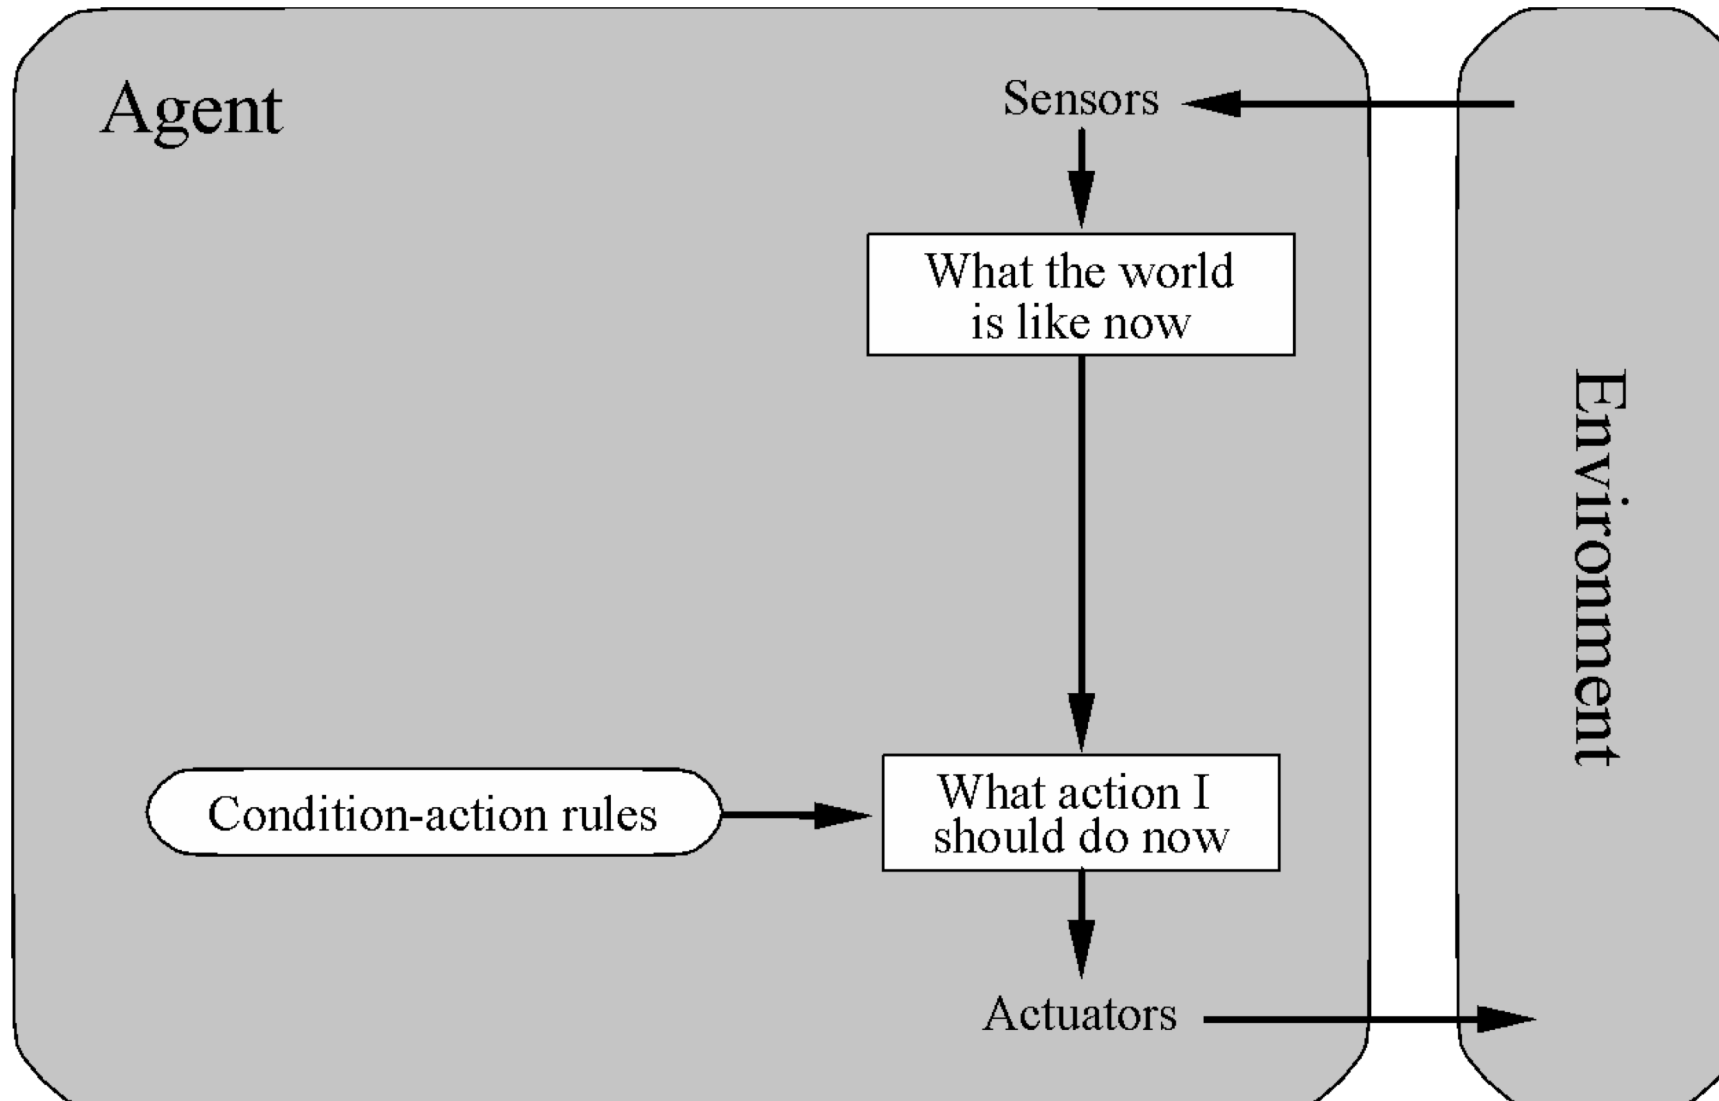 Agent
Sensors
What the world
is like now
Environment
Condition-action rules
What action I
should do now
Actuators